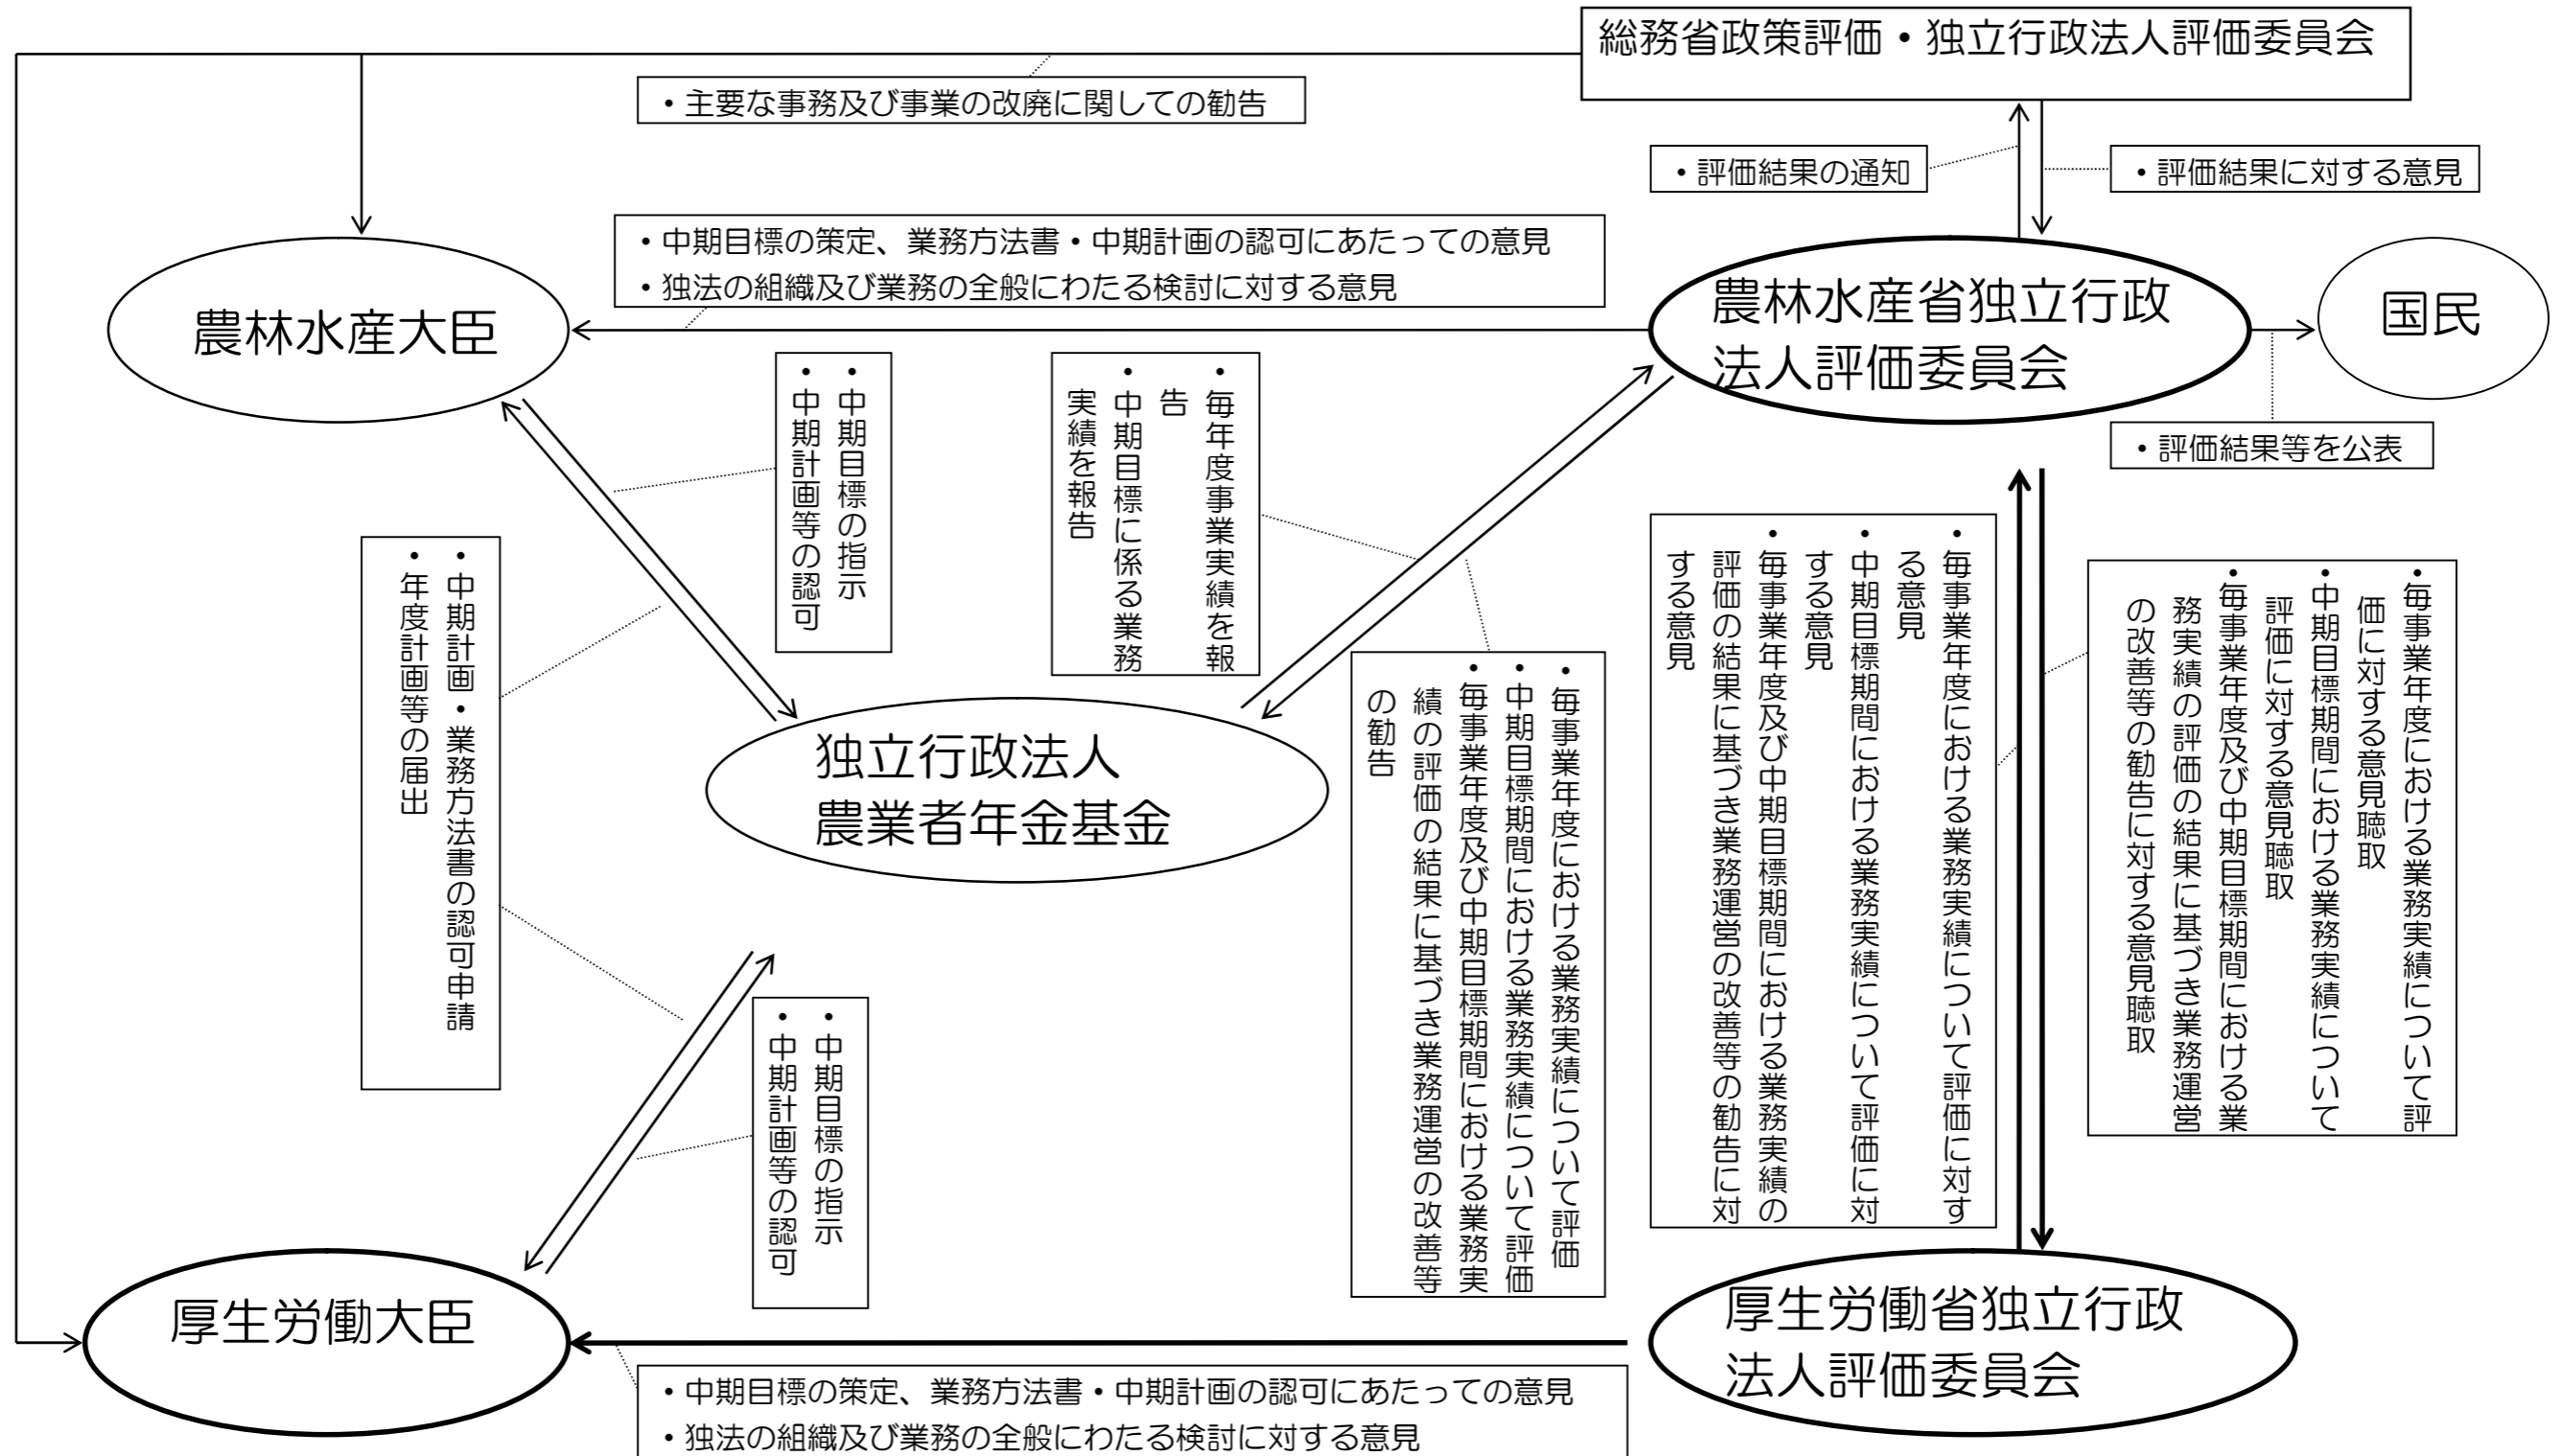 総務省政策評価・独立行政法人評価委員会
・主要な事務及び事業の改廃に関しての勧告
・評価結果の通知
・評価結果に対する意見
・中期目標の策定、業務方法書・中期計画の認可にあたっての意見
・独法の組織及び業務の全般にわたる検討に対する意見
農林水産大臣
農林水産省独立行政
法人評価委員会
国民
・評価結果等を公表
・中期目標の指示
・中期計画等の認可
・毎年度事業実績を報
告
・中期目標に係る業務
実績を報告
・中期計画・業務方法書の認可申請
・年度計画等の届出
独立行政法人
農業者年金基金
・毎事業年度における業務実績について評価
・中期目標期間における業務実績について評価
・毎事業年度及び中期目標期間における業務実
績の評価の結果に基づき業務運営の改善等
の勧告
・毎事業年度における業務実績について評価に対す
る意見
・中期目標期間における業務実績について評価に対
する意見
・毎事業年度及び中期目標期間における業務実績の
評価の結果に基づき業務運営の改善等の勧告に対
する意見
・毎事業年度における業務実績について評
価に対する意見聴取
・中期目標期間における業務実績について
評価に対する意見聴取
・毎事業年度及び中期目標期間における業
務実績の評価の結果に基づき業務運営
の改善等の勧告に対する意見聴取
・中期目標の指示
・中期計画等の認可
厚生労働大臣
厚生労働省独立行政
法人評価委員会
・中期目標の策定、業務方法書・中期計画の認可にあたっての意見
・独法の組織及び業務の全般にわたる検討に対する意見